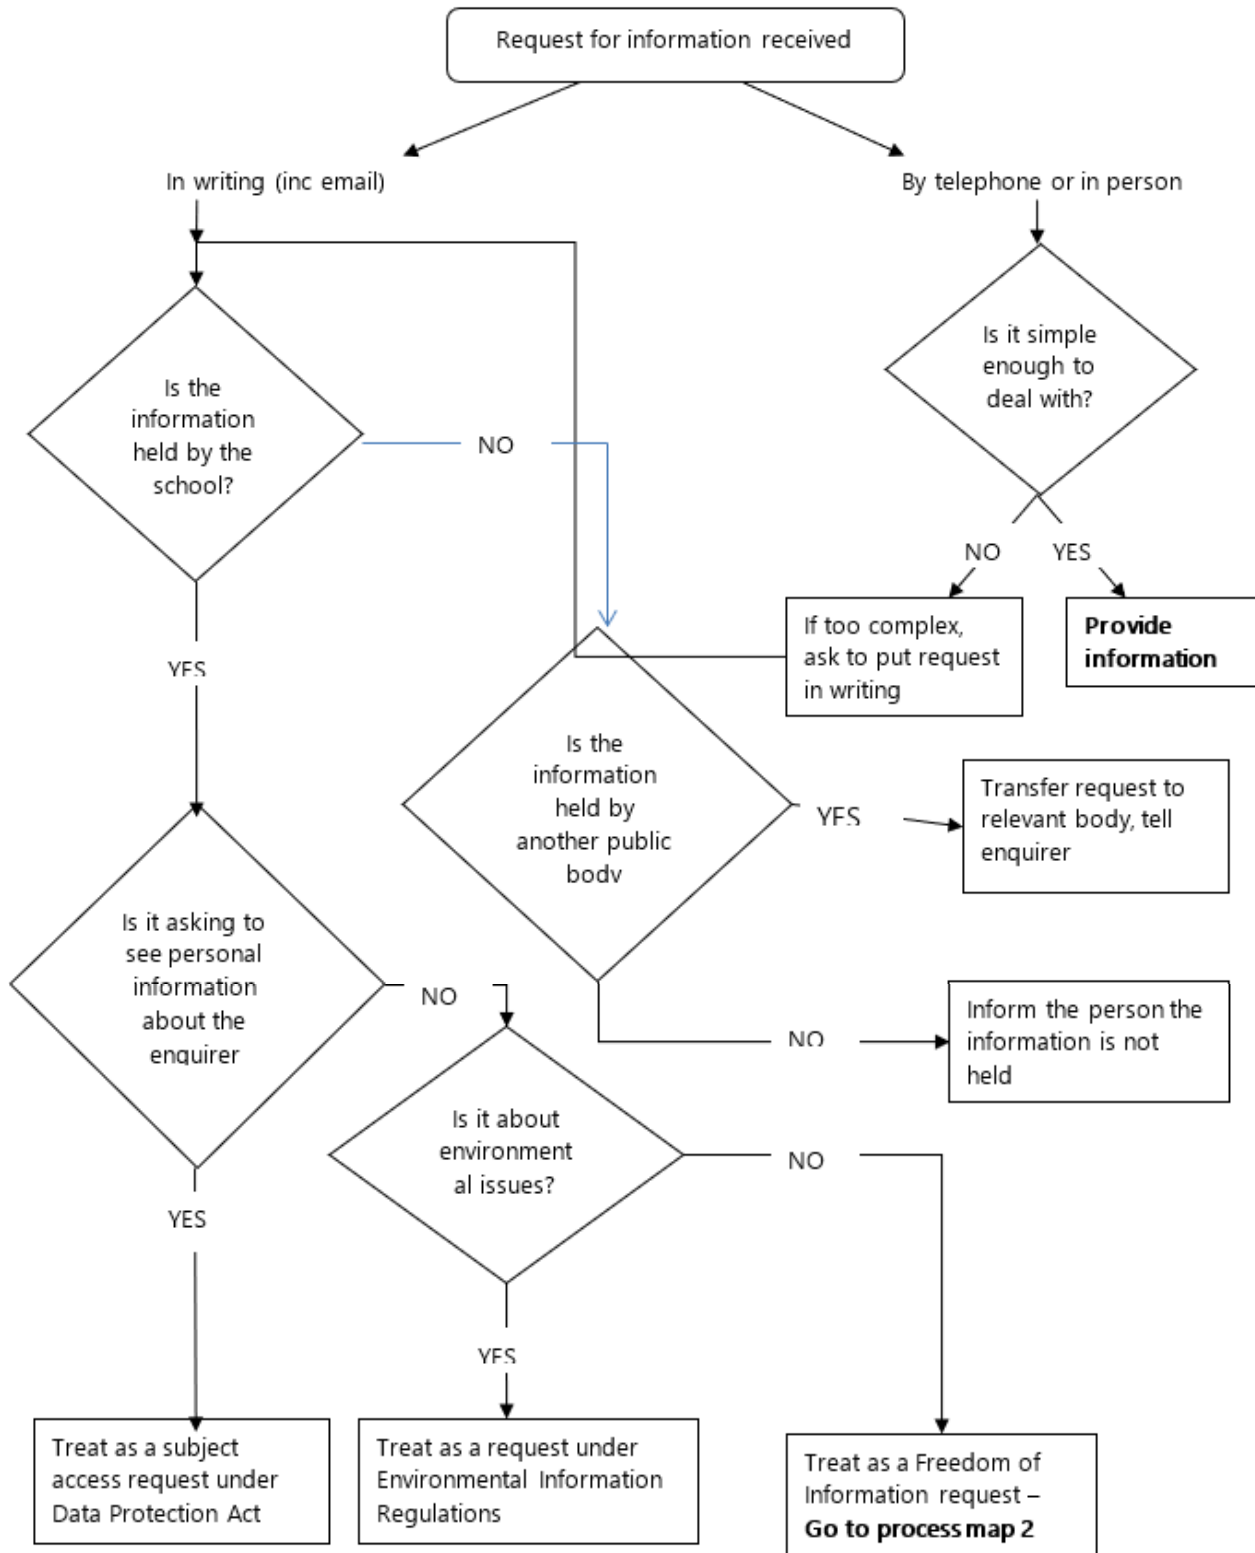 Request for information received
In writing (inc email)
By telephone or in person
Is it simple
enough to
deal with?
Is the
information
held by the
school?
NO
NO
YES
If too complex,
ask to put request
in writing
Provide
information
YES
Is the
information
held by
another public
body
YES
Transfer request to
relevant body, tell
enquirer
Is it asking to
see personal
information
about the
enquirer
NO
Inform the person the
information is not
held
NO
Is it about
environment
al issues?
NO
YES
YES
Treat as a subject
access request under
Data Protection Act
Treat as a request under
Environmental Information
Regulations
Treat as a Freedom of
Information request –
Go to process map 2